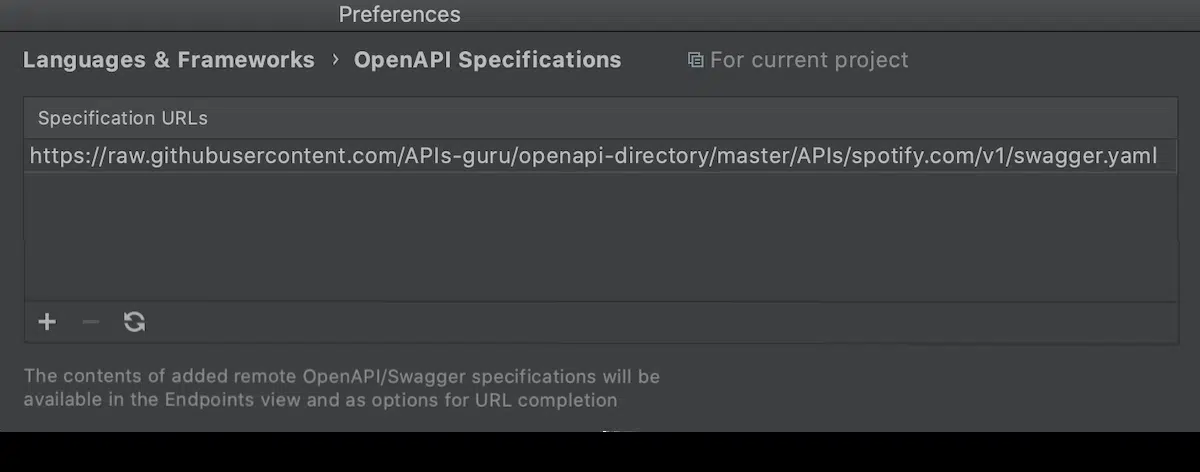 Preferences
Languages & Frameworks › OpenAPI Specifications For current project
Specification URLs
https://raw.githubusercontent.com/APIs-guru/openapi-directory/master/APIs/spotify.com/v1/swagger.yaml
The contents of added remote OpenAPI/Swagger specifications will be
available in the Endpoints view and as options for URL completion